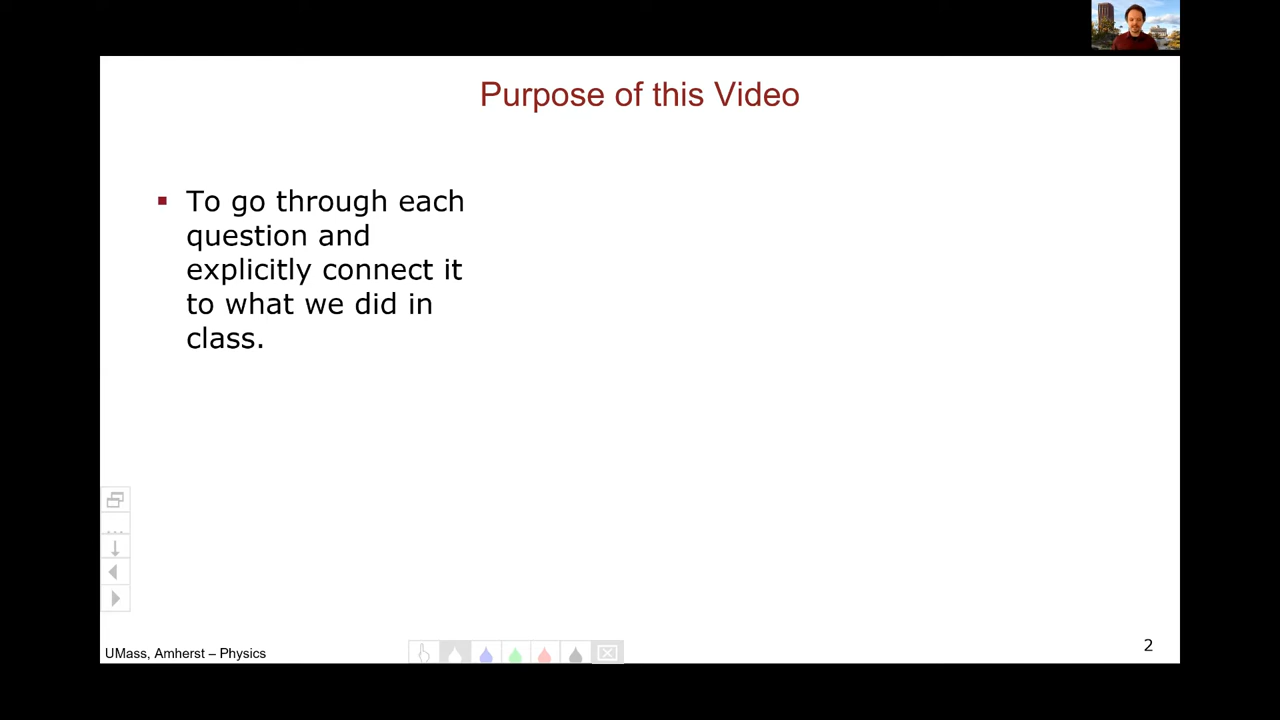 Purpose of this Video
▪ To go through each
question and
explicitly connect it
to what we did in
class.
UMass, Amherst – Physics
2